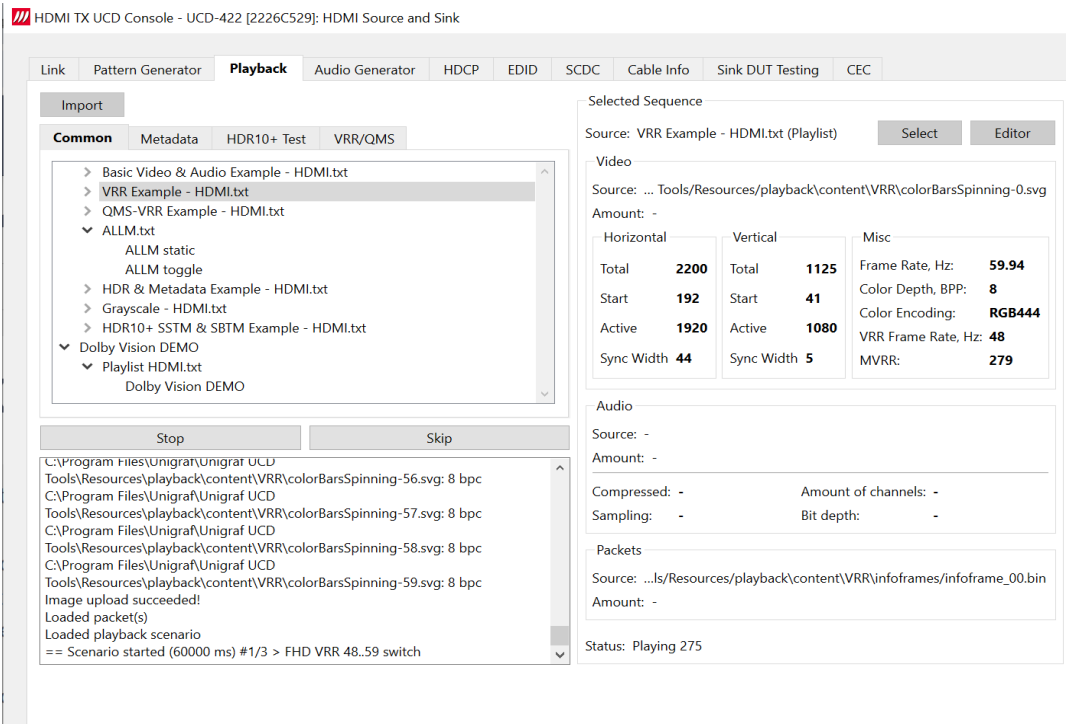 HDMI TX UCD Console - UCD-422 [2226C529]: HDMI Source and Sink
Link Pattern Generator Playback Audio Generator HDCP EDID SCDC Cable Info Sink DUT Testing CEC
Import
Common Metadata HDR10+ Test VRR/QMS
Basic Video & Audio Example - HDMI.txt
VRR Example - HDMI.txt
QMS-VRR Example - HDMI.txt
ALLM.txt
ALLM static
ALLM toggle
HDR & Metadata Example - HDMI.txt
Grayscale - HDMI.txt
HDR10+ SSTM & SBTM Example - HDMI.txt
Dolby Vision DEMO
Playlist HDMI.txt
Dolby Vision DEMO
Stop Skip
C:\Program Files\Unigraf\Unigraf UCD
Tools\Resources\playback\content\VRR\colorBarsSpinning-56.svg: 8 bpc
C:\Program Files\Unigraf\Unigraf UCD
Tools\Resources\playback\content\VRR\colorBarsSpinning-57.svg: 8 bpc
C:\Program Files\Unigraf\Unigraf UCD
Tools\Resources\playback\content\VRR\colorBarsSpinning-58.svg: 8 bpc
C:\Program Files\Unigraf\Unigraf UCD
Tools\Resources\playback\content\VRR\colorBarsSpinning-59.svg: 8 bpc
Image upload succeeded!
Loaded packet(s)
Loaded playback scenario
== Scenario started (60000 ms) #1/3 > FHD VRR 48..59 switch
Selected Sequence
Source: VRR Example - HDMI.txt (Playlist) Select Editor
Video
Source: ... Tools/Resources/playback\content\VRR\colorBarsSpinning-0.svg
Amount: -
Horizontal
Total 2200
Start 192
Active 1920
Sync Width 44
Vertical
Total 1125
Start 41
Active 1080
Sync Width 5
Misc
Frame Rate, Hz: 59.94
Color Depth, BPP: 8
Color Encoding: RGB444
VRR Frame Rate, Hz: 48
MVRR: 279
Audio
Source: -
Amount: -
Compressed: - Amount of channels: -
Sampling: - Bit depth: -
Packets
Source: ...ls/Resources/playback\content\VRR\infoframes/infoframe_00.bin
Amount: -
Status: Playing 275